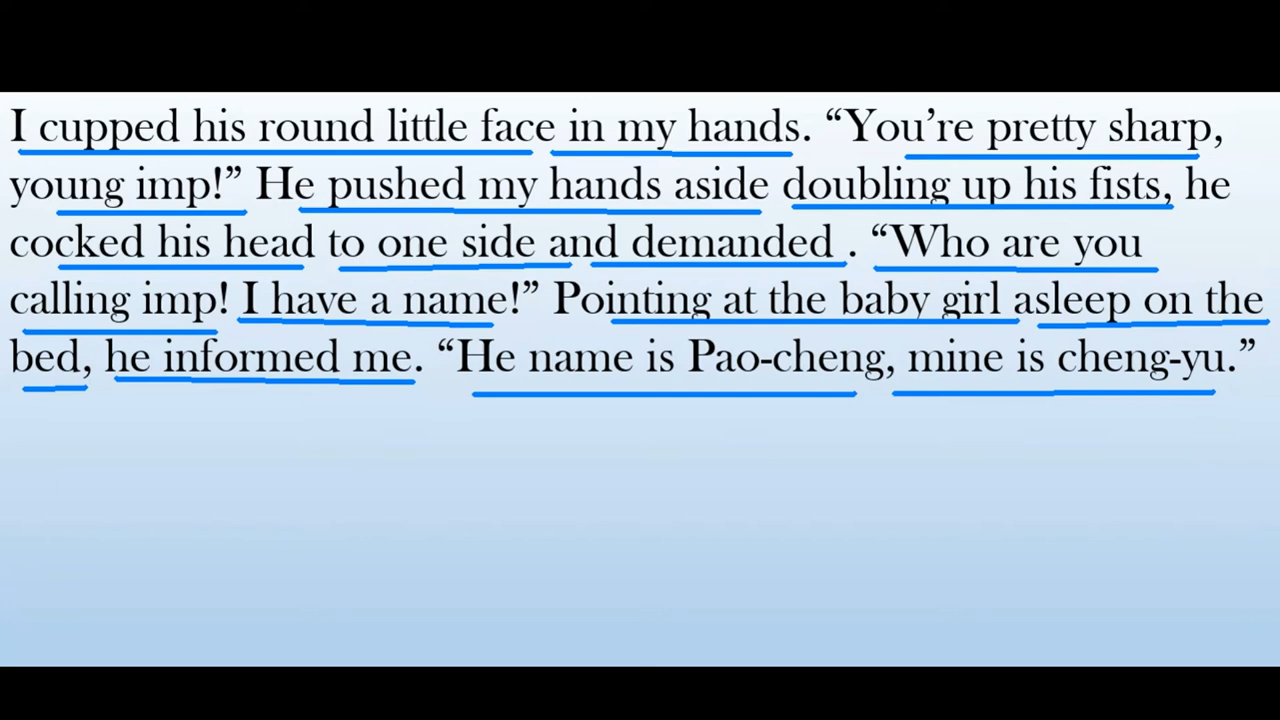 I cupped his round little face in my hands. “You’re pretty sharp,
young imp!” He pushed my hands aside doubling up his fists, he
cocked his head to one side and demanded . “Who are you
calling imp! I have a name!” Pointing at the baby girl asleep on the
bed, he informed me. “He name is Pao-cheng, mine is cheng-yu.”